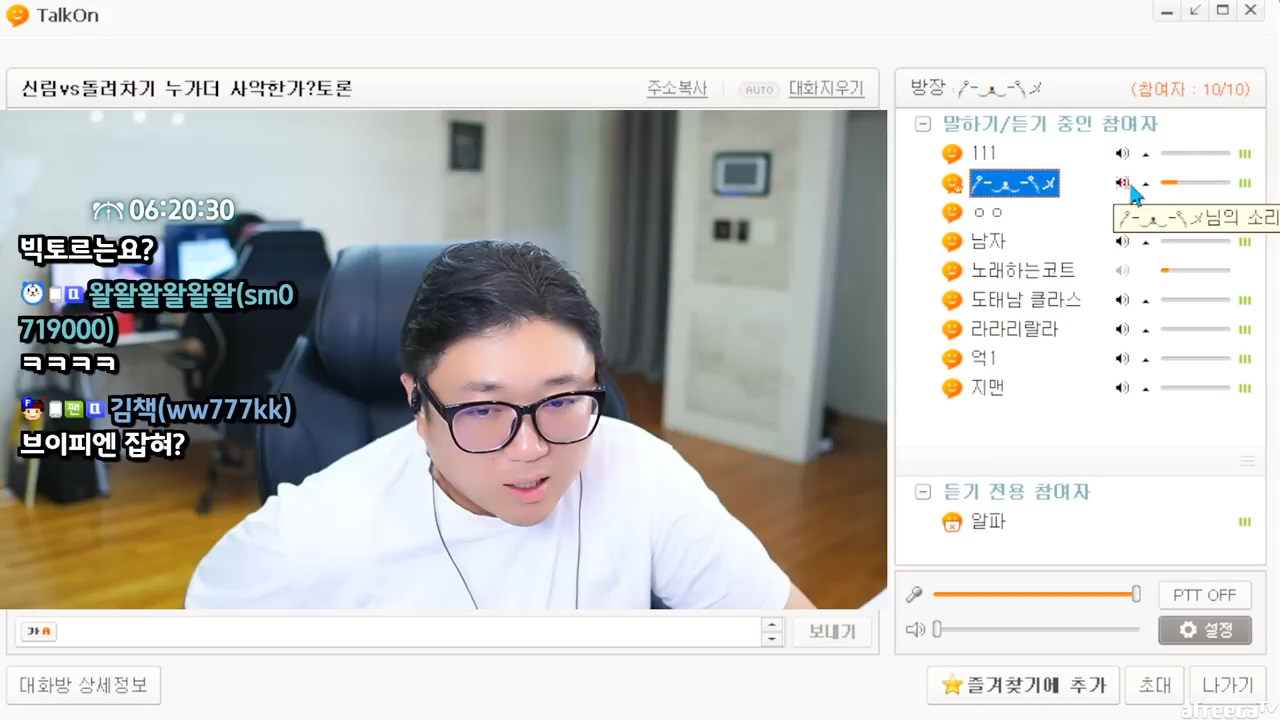 TalkOn
신림vs돌려차기 누가더 사악한가?토론
주소복사
AUTO
대화지우기
06:20:30
빅토르는요?
왈왈왈왈왈왈(sm0
719000)
ㅋㅋㅋㅋ
팬
김책(ww777kk)
브이피엔 잡혀?
가
보내기
대화방 상세정보
방장
(참여자 : 10/10)
말하기/듣기 중인 참여자
111
님의 소리
ㅇㅇ
남자
노래하는코트
도태남 클라스
라라리랄라
억1
지맨
듣기 전용 참여자
알파
PTT OFF
설정
즐겨찾기에 추가
초대
나가기
afreecaTV